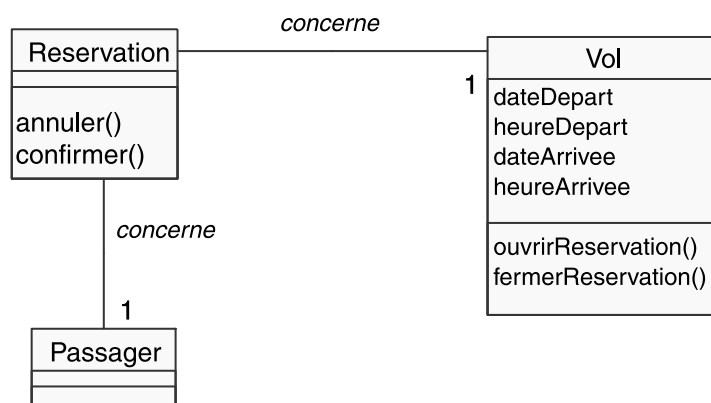 concerne
Reservation
annuler()
confirmer()
Vol
1
dateDepart
heureDepart
dateArrivee
heureArrivee
ouvrirReservation()
fermerReservation()
concerne
1
Passager